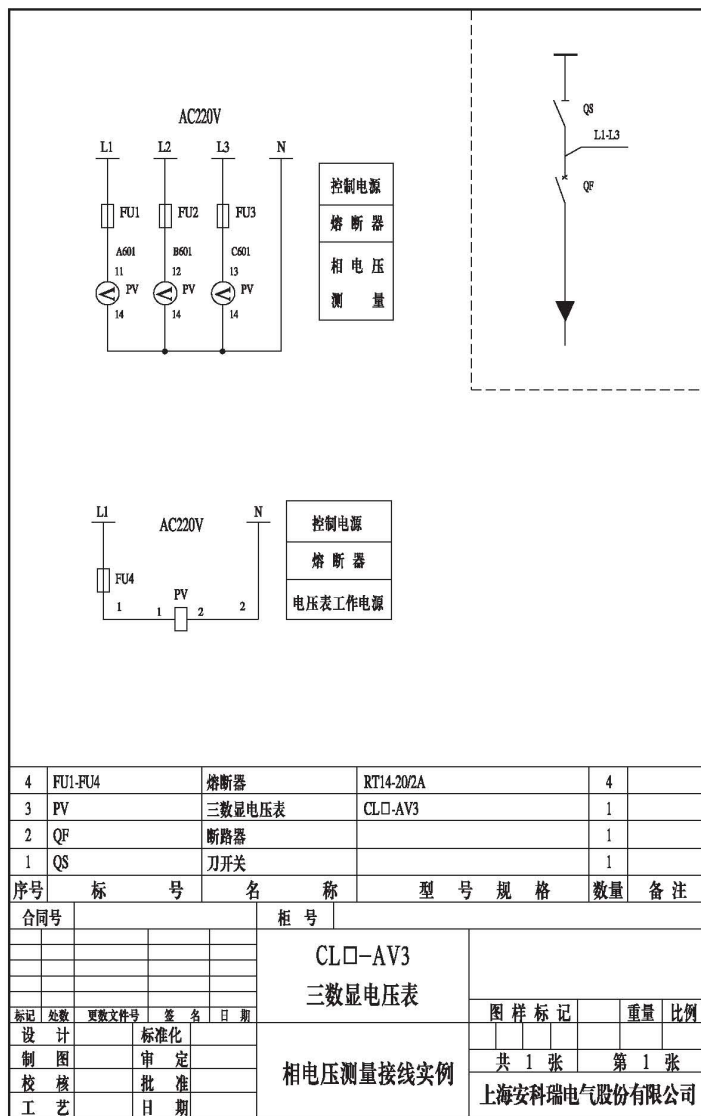 AC220V
L1 L2 L3 N
FU1 FU2 FU3
A601 B601 C601
11 12 13
PV PV PV
V V V
14 14 14
控制电源
熔断器
相电压
测量
QS
L1-L3
QF
L1 AC220V N
FU4
PV
1 1 2 2
控制电源
熔断器
电压表工作电源
4 FU1-FU4 熔断器 RT14-20/2A 4
3 PV 三数显电压表 CL□-AV3 1
2 QF 断路器 1
1 QS 刀开关 1
序号 标号 名称 型号规格 数量 备注
合同号 柜号
CL□-AV3
三数显电压表
标记 处数 更数文件号 签名 日期
图样标记 重量 比例
设计 标准化
制图 审定
校核 批准
工艺 日期
相电压测量接线实例
共1张 第1张
上海安科瑞电气股份有限公司